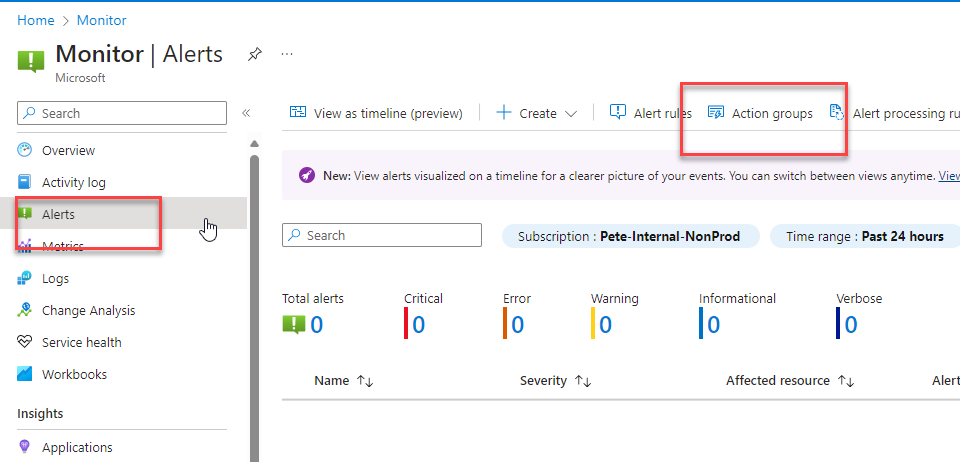 Home > Monitor
Monitor | Alerts
Microsoft
Search
Overview
Activity log
Alerts
Metrics
Logs
Change Analysis
Service health
Workbooks
Insights
Applications
View as timeline (preview)
Create
Alert rules
Action groups
Alert processing ru
New: View alerts visualized on a timeline for a clearer picture of your events. You can switch between views anytime. View
Search
Subscription : Pete-Internal-NonProd
Time range : Past 24 hours
Total alerts
0
Critical
0
Error
0
Warning
0
Informational
0
Verbose
0
Name
Severity
Affected resource
Alert